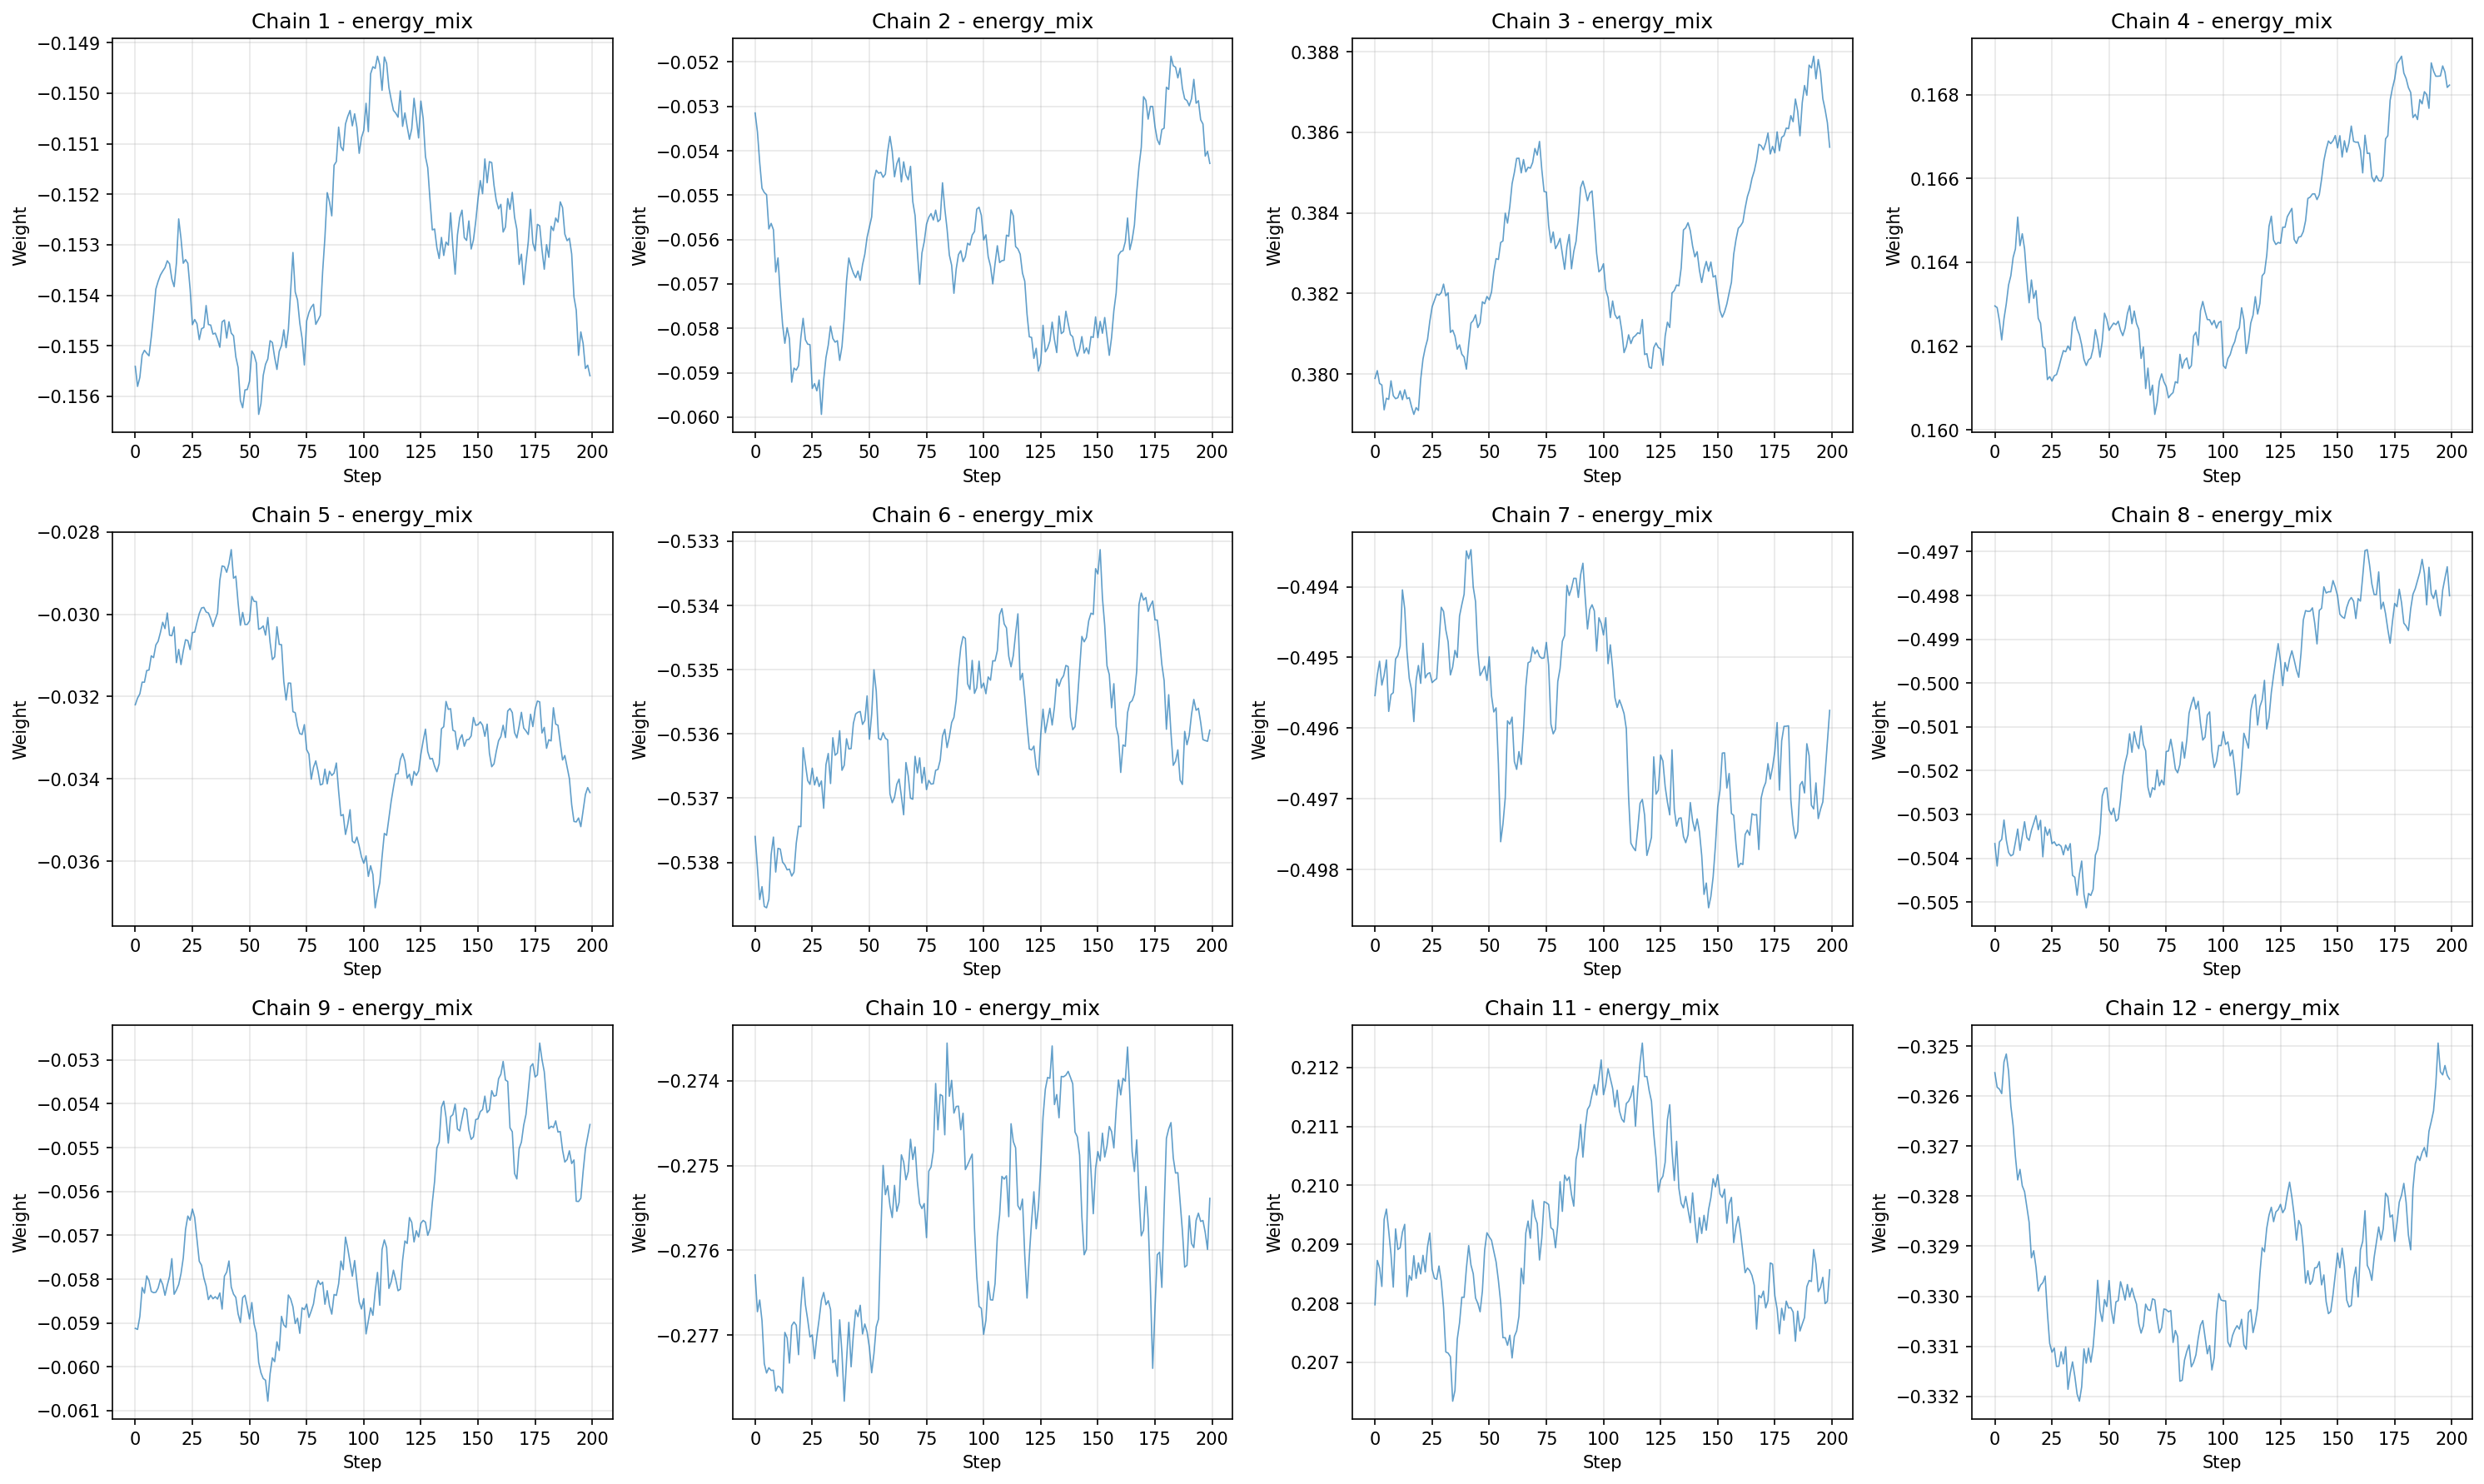 Chain 1 - energy_mix
−0.149
−0.150
−0.151
−0.152
−0.153
−0.154
−0.155
−0.156
Weight
0 25 50 75 100 125 150 175 200
Step
Chain 2 - energy_mix
−0.052
−0.053
−0.054
−0.055
−0.056
−0.057
−0.058
−0.059
−0.060
Weight
0 25 50 75 100 125 150 175 200
Step
Chain 3 - energy_mix
0.388
0.386
0.384
0.382
0.380
Weight
0 25 50 75 100 125 150 175 200
Step
Chain 4 - energy_mix
0.168
0.166
0.164
0.162
0.160
Weight
0 25 50 75 100 125 150 175 200
Step
Chain 5 - energy_mix
−0.028
−0.030
−0.032
−0.034
−0.036
Weight
0 25 50 75 100 125 150 175 200
Step
Chain 6 - energy_mix
−0.533
−0.534
−0.535
−0.536
−0.537
−0.538
Weight
0 25 50 75 100 125 150 175 200
Step
Chain 7 - energy_mix
−0.494
−0.495
−0.496
−0.497
−0.498
Weight
0 25 50 75 100 125 150 175 200
Step
Chain 8 - energy_mix
−0.497
−0.498
−0.499
−0.500
−0.501
−0.502
−0.503
−0.504
−0.505
Weight
0 25 50 75 100 125 150 175 200
Step
Chain 9 - energy_mix
−0.053
−0.054
−0.055
−0.056
−0.057
−0.058
−0.059
−0.060
−0.061
Weight
0 25 50 75 100 125 150 175 200
Step
Chain 10 - energy_mix
−0.274
−0.275
−0.276
−0.277
Weight
0 25 50 75 100 125 150 175 200
Step
Chain 11 - energy_mix
0.212
0.211
0.210
0.209
0.208
0.207
Weight
0 25 50 75 100 125 150 175 200
Step
Chain 12 - energy_mix
−0.325
−0.326
−0.327
−0.328
−0.329
−0.330
−0.331
−0.332
Weight
0 25 50 75 100 125 150 175 200
Step